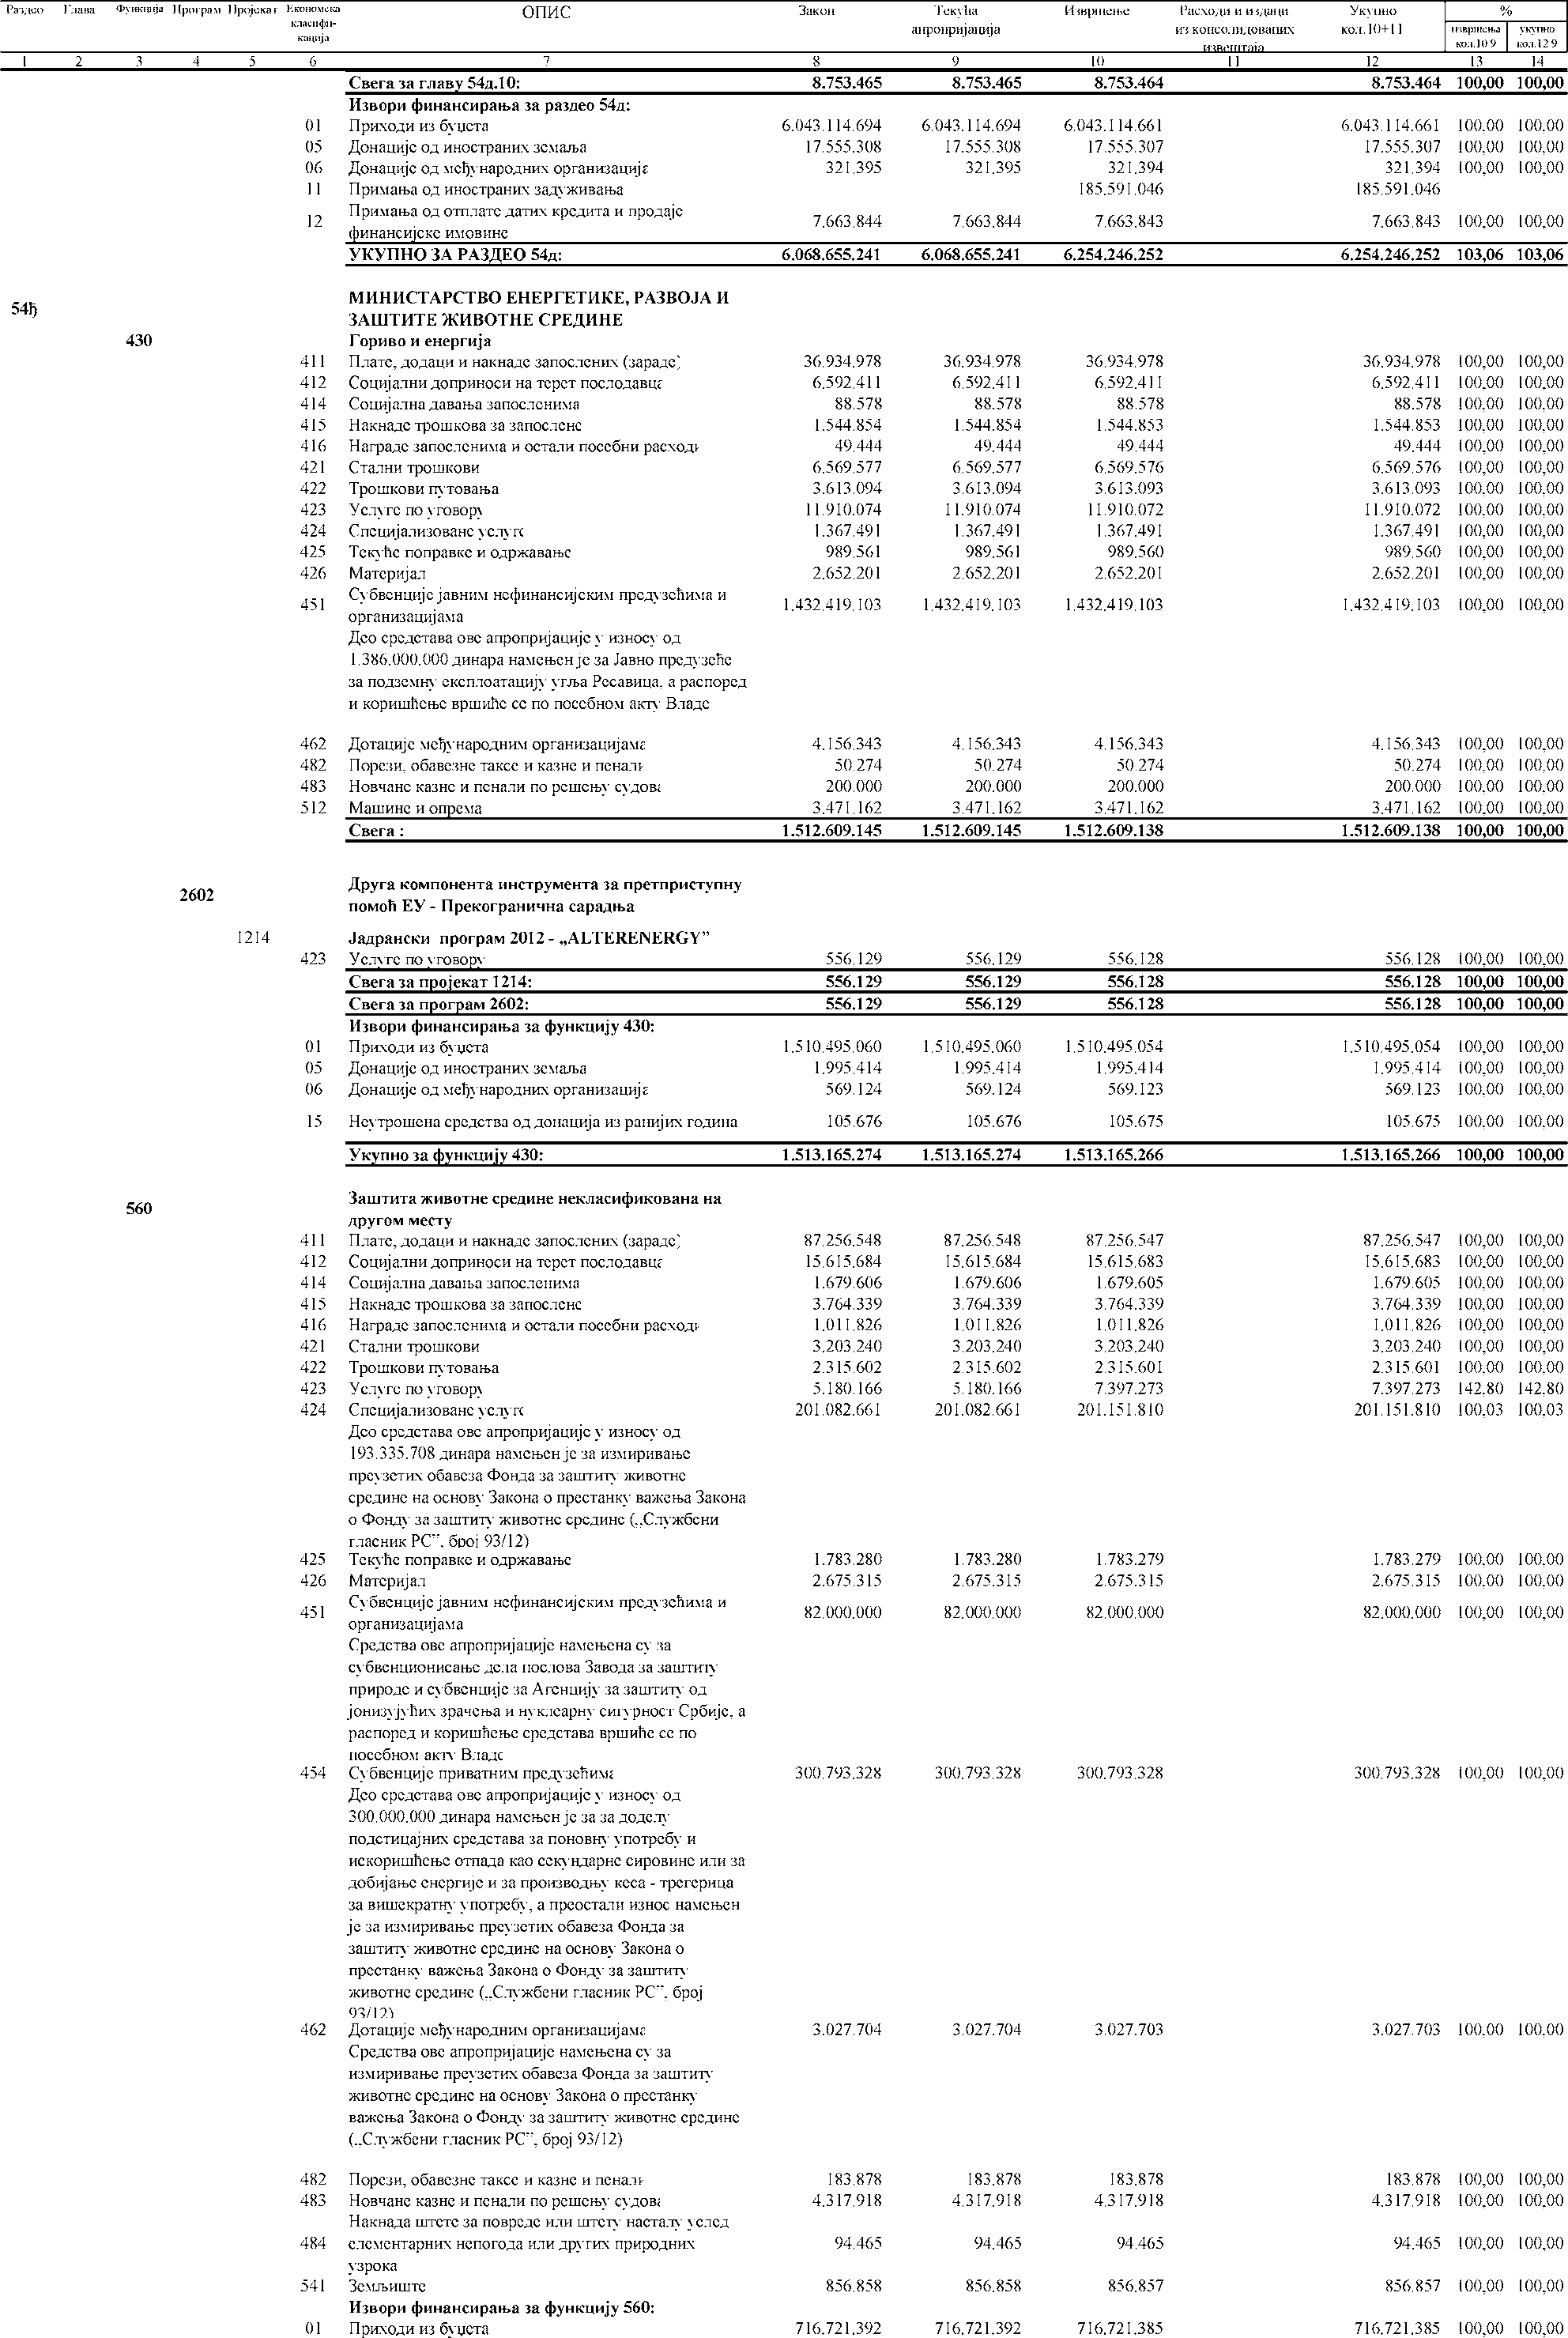 Раздео Глава Функција Програм Пројекат Економска класифи-кација ОПИС Закон Текућа апропријација Извршење Расходи и издаци из консолидованих извештаја Укупно кол.10+11 % извршења кол.10 9 укупно кол.12 9
1 2 3 4 5 6 7 8 9 10 11 12 13 14
Свега за главу 54д.10: 8.753.465 8.753.465 8.753.464 8.753.464 100,00 100,00
Извори финансирања за раздео 54д:
01 Приходи из буџета 6.043.114.694 6.043.114.694 6.043.114.661 6.043.114.661 100,00 100,00
05 Донације од иностраних земаља 17.555.308 17.555.308 17.555.307 17.555.307 100,00 100,00
06 Донације од међународних организација 321.395 321.395 321.394 321.394 100,00 100,00
11 Примања од иностраних задуживања 185.591.046 185.591.046
Примања од отплате датих кредита и продаје
12 финансијске имовине 7.663.844 7.663.844 7.663.843 7.663.843 100,00 100,00
УКУПНО ЗА РАЗДЕО 54д: 6.068.655.241 6.068.655.241 6.254.246.252 6.254.246.252 103,06 103,06
54ђ МИНИСТАРСТВО ЕНЕРГЕТИКЕ, РАЗВОЈА И
ЗАШТИТЕ ЖИВОТНЕ СРЕДИНЕ
430 Гориво и енергија
411 Плате, додаци и накнаде запослених (зараде) 36.934.978 36.934.978 36.934.978 36.934.978 100,00 100,00
412 Социјални доприноси на терет послодавца 6.592.411 6.592.411 6.592.411 6.592.411 100,00 100,00
414 Социјална давања запосленима 88.578 88.578 88.578 88.578 100,00 100,00
415 Накнаде трошкова за запослене 1.544.854 1.544.854 1.544.853 1.544.853 100,00 100,00
416 Награде запосленима и остали посебни расходи 49.444 49.444 49.444 49.444 100,00 100,00
421 Стални трошкови 6.569.577 6.569.577 6.569.576 6.569.576 100,00 100,00
422 Трошкови путовања 3.613.094 3.613.094 3.613.093 3.613.093 100,00 100,00
423 Услуге по уговору 11.910.074 11.910.074 11.910.072 11.910.072 100,00 100,00
424 Специјализоване услуге 1.367.491 1.367.491 1.367.491 1.367.491 100,00 100,00
425 Текуће поправке и одржавање 989.561 989.561 989.560 989.560 100,00 100,00
426 Материјал 2.652.201 2.652.201 2.652.201 2.652.201 100,00 100,00
Субвенције јавним нефинансијским предузећима и
451 организацијама 1.432.419.103 1.432.419.103 1.432.419.103 1.432.419.103 100,00 100,00
Део средстава ове апропријације у износу од
1.386.000.000 динара намењен је за Јавно предузеће
за подземну експлоатацију угља Ресавица, а распоред
и коришћење вршиће се по посебном акту Владе
462 Дотације међународним организацијама 4.156.343 4.156.343 4.156.343 4.156.343 100,00 100,00
482 Порези, обавезне таксе и казне и пенали 50.274 50.274 50.274 50.274 100,00 100,00
483 Новчане казне и пенали по решењу судова 200.000 200.000 200.000 200.000 100,00 100,00
512 Машине и опрема 3.471.162 3.471.162 3.471.162 3.471.162 100,00 100,00
Свега : 1.512.609.145 1.512.609.145 1.512.609.138 1.512.609.138 100,00 100,00
2602 Друга компонента инструмента за претприступну
помоћ ЕУ - Прекогранична сарадња
1214 Јадрански програм 2012 - „ALTERENERGY”
423 Услуге по уговору 556.129 556.129 556.128 556.128 100,00 100,00
Свега за пројекат 1214: 556.129 556.129 556.128 556.128 100,00 100,00
Свега за програм 2602: 556.129 556.129 556.128 556.128 100,00 100,00
Извори финансирања за функцију 430:
01 Приходи из буџета 1.510.495.060 1.510.495.060 1.510.495.054 1.510.495.054 100,00 100,00
05 Донације од иностраних земаља 1.995.414 1.995.414 1.995.414 1.995.414 100,00 100,00
06 Донације од међународних организација 569.124 569.124 569.123 569.123 100,00 100,00
15 Неутрошена средства од донација из ранијих година 105.676 105.676 105.675 105.675 100,00 100,00
Укупно за функцију 430: 1.513.165.274 1.513.165.274 1.513.165.266 1.513.165.266 100,00 100,00
560 Заштита животне средине некласификована на
другом месту
411 Плате, додаци и накнаде запослених (зараде) 87.256.548 87.256.548 87.256.547 87.256.547 100,00 100,00
412 Социјални доприноси на терет послодавца 15.615.684 15.615.684 15.615.683 15.615.683 100,00 100,00
414 Социјална давања запосленима 1.679.606 1.679.606 1.679.605 1.679.605 100,00 100,00
415 Накнаде трошкова за запослене 3.764.339 3.764.339 3.764.339 3.764.339 100,00 100,00
416 Награде запосленима и остали посебни расходи 1.011.826 1.011.826 1.011.826 1.011.826 100,00 100,00
421 Стални трошкови 3.203.240 3.203.240 3.203.240 3.203.240 100,00 100,00
422 Трошкови путовања 2.315.602 2.315.602 2.315.601 2.315.601 100,00 100,00
423 Услуге по уговору 5.180.166 5.180.166 7.397.273 7.397.273 142,80 142,80
424 Специјализоване услуге 201.082.661 201.082.661 201.151.810 201.151.810 100,03 100,03
Део средстава ове апропријације у износу од
193.335.708 динара намењен је за измиривање
преузетих обавеза Фонда за заштиту животне
средине на основу Закона о престанку важења Закона
о Фонду за заштиту животне средине („Службени
гласник РС”, број 93/12)
425 Текуће поправке и одржавање 1.783.280 1.783.280 1.783.279 1.783.279 100,00 100,00
426 Материјал 2.675.315 2.675.315 2.675.315 2.675.315 100,00 100,00
Субвенције јавним нефинансијским предузећима и
451 организацијама 82.000.000 82.000.000 82.000.000 82.000.000 100,00 100,00
Средства ове апропријације намењена су за
субвенционисање дела послова Завода за заштиту
природе и субвенције за Агенцију за заштиту од
јонизујућих зрачења и нуклеарну сигурност Србије, а
распоред и коришћење средстава вршиће се по
посебном акту Владе
454 Субвенције приватним предузећима 300.793.328 300.793.328 300.793.328 300.793.328 100,00 100,00
Део средстава ове апропријације у износу од
300.000.000 динара намењен је за за доделу
подстицајних средстава за поновну употребу и
искоришћење отпада као секундарне сировине или за
добијање енергије и за производњу кеса - трегерица
за вишекратну употребу, а преостали износ намењен
је за измиривање преузетих обавеза Фонда за
заштиту животне средине на основу Закона о
престанку важења Закона о Фонду за заштиту
животне средине („Службени гласник РС”, број
93/12)
462 Дотације међународним организацијама 3.027.704 3.027.704 3.027.703 3.027.703 100,00 100,00
Средства ове апропријације намењена су за
измиривање преузетих обавеза Фонда за заштиту
животне средине на основу Закона о престанку
важења Закона о Фонду за заштиту животне средине
(„Службени гласник РС”, број 93/12)
482 Порези, обавезне таксе и казне и пенали 183.878 183.878 183.878 183.878 100,00 100,00
483 Новчане казне и пенали по решењу судова 4.317.918 4.317.918 4.317.918 4.317.918 100,00 100,00
Накнада штете за повреде или штету насталу услед
484 елементарних непогода или других природних 94.465 94.465 94.465 94.465 100,00 100,00
узрока
541 Земљиште 856.858 856.858 856.857 856.857 100,00 100,00
Извори финансирања за функцију 560:
01 Приходи из буџета 716.721.392 716.721.392 716.721.385 716.721.385 100,00 100,00